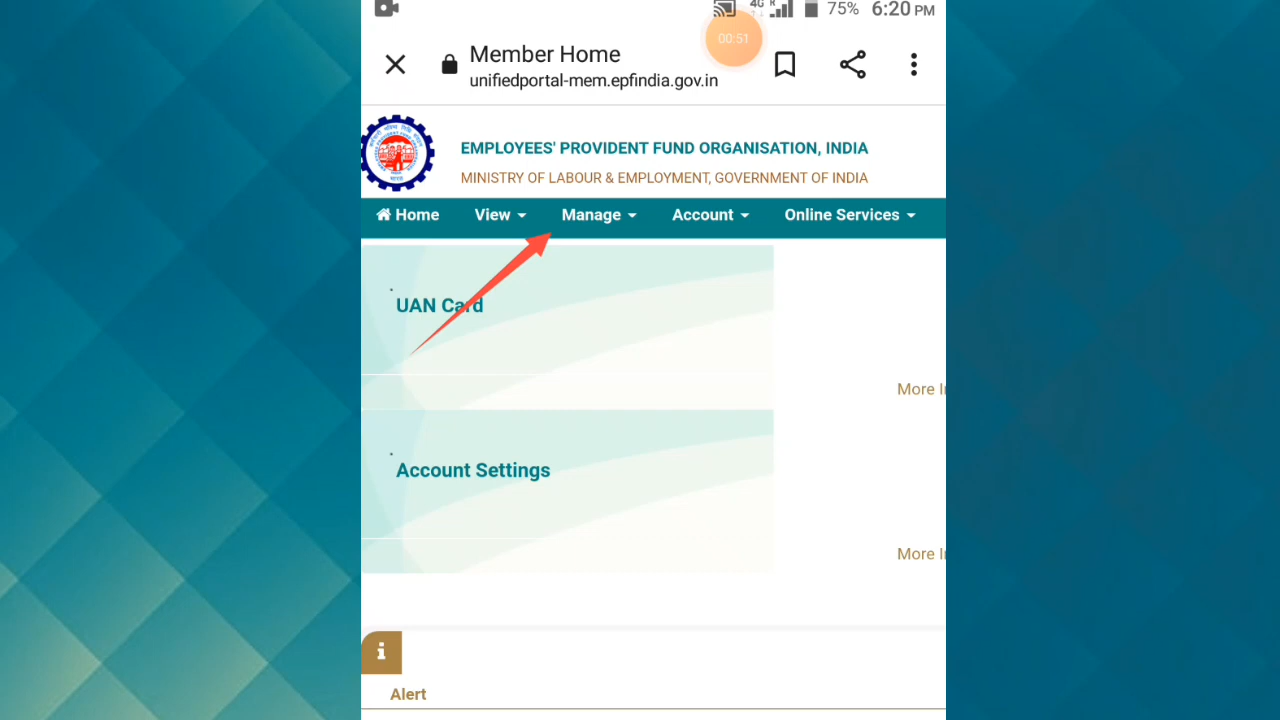 4G R 75% 6:20 PM
00:51
Member Home
unifiedportal-mem.epfindia.gov.in
EMPLOYEES' PROVIDENT FUND ORGANISATION, INDIA
MINISTRY OF LABOUR & EMPLOYMENT, GOVERNMENT OF INDIA
Home View Manage Account Online Services
UAN Card
More I
Account Settings
More I
i
Alert